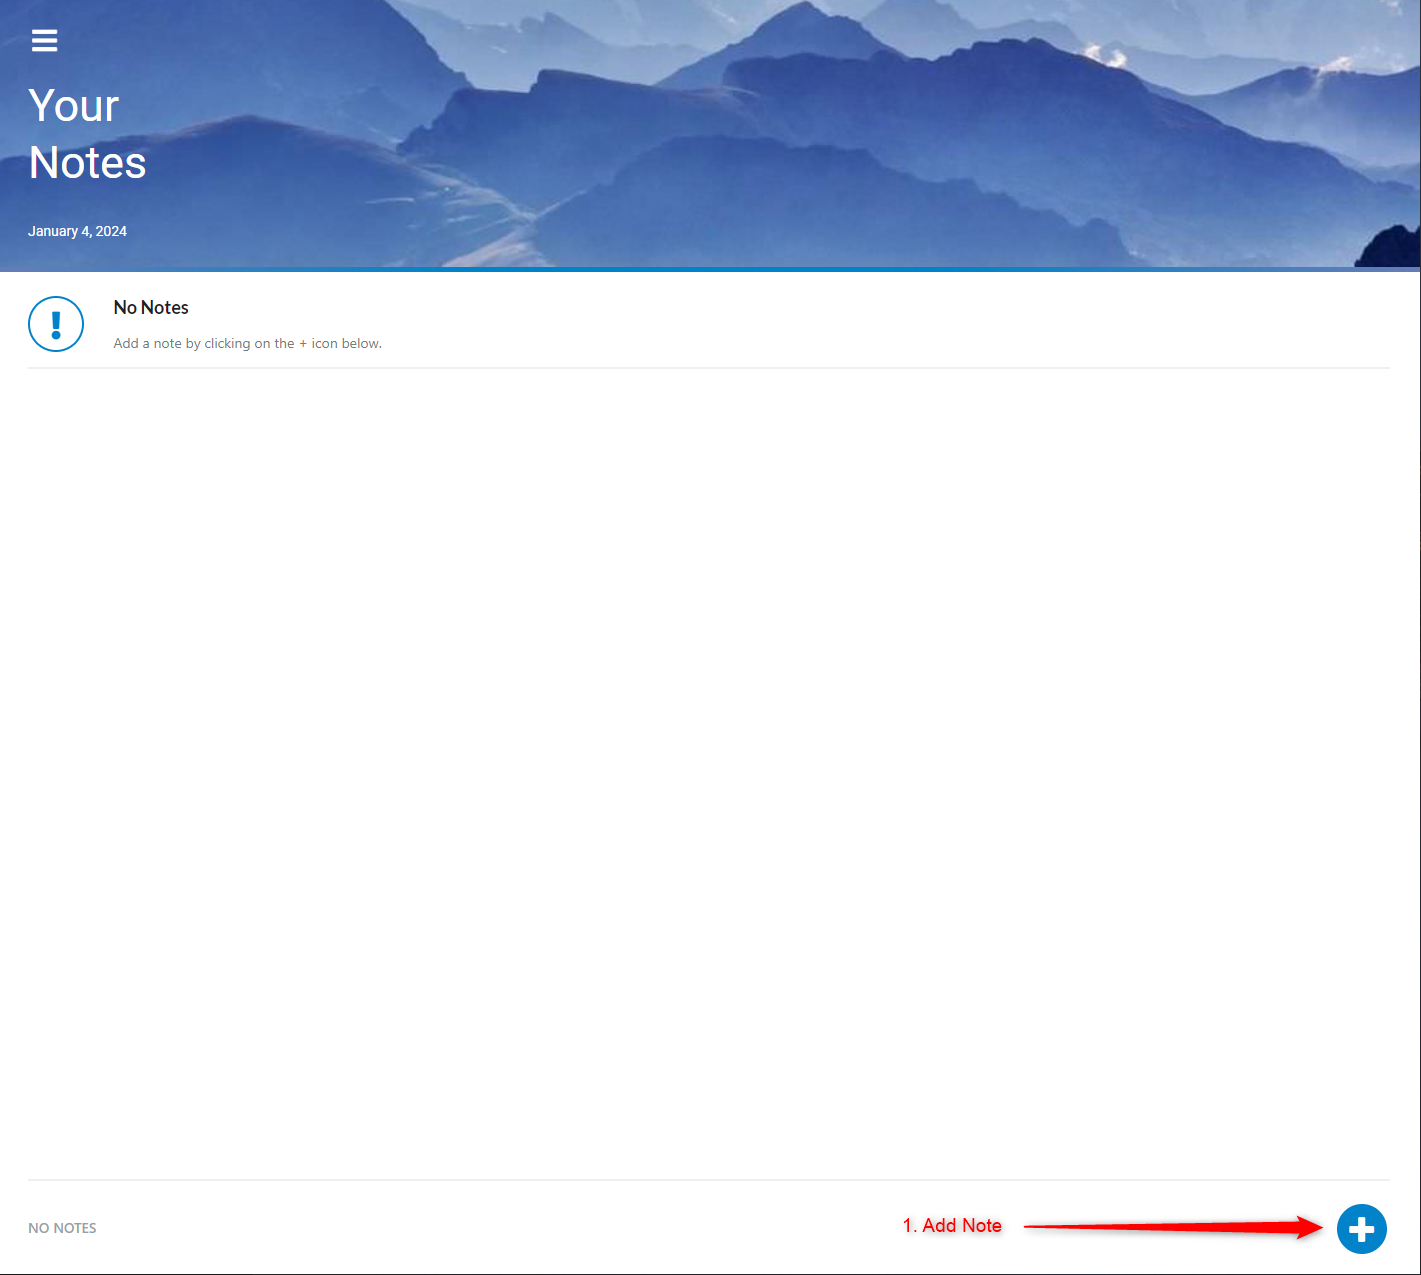 Your
Notes
January 4, 2024
No Notes
Add a note by clicking on the + icon below.
NO NOTES
1. Add Note